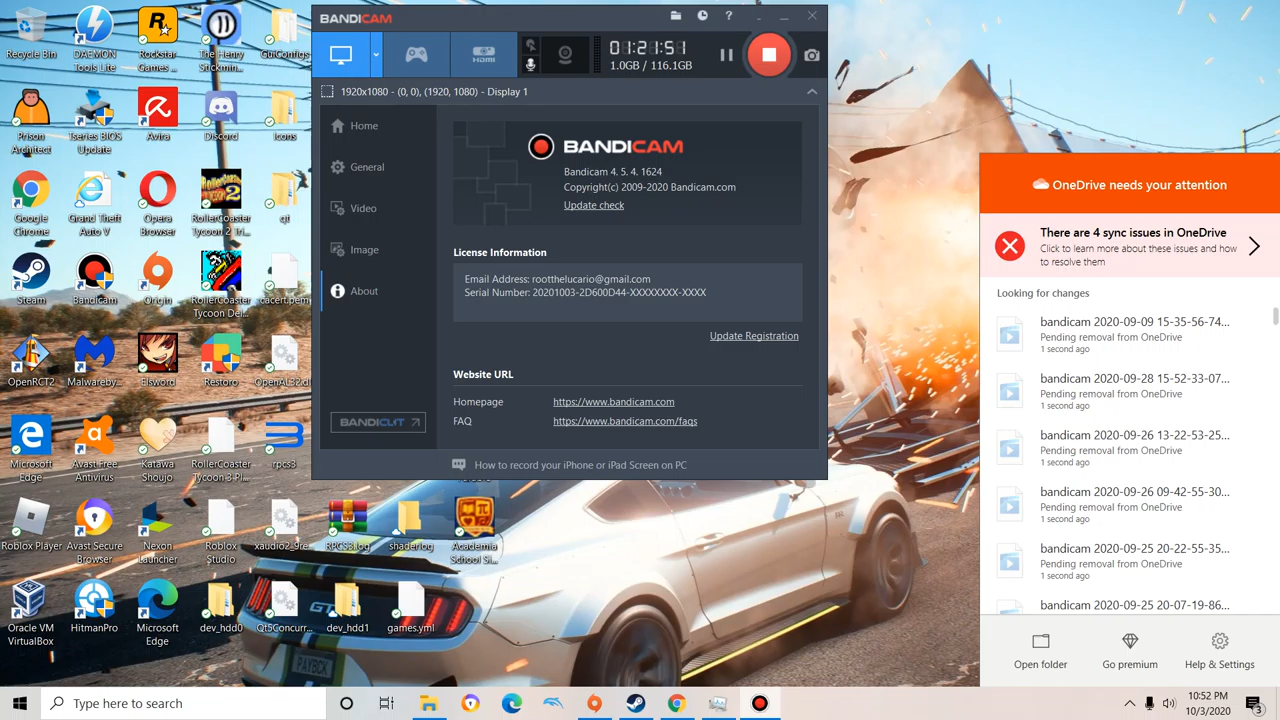 BANDICAM
HDMI
01:21:51
1.0GB / 116.1GB
1920x1080 - (0, 0), (1920, 1080) - Display 1
Home
General
Video
Image
About
BANDICUT
BANDICAM
Bandicam 4. 5. 4. 1624
Copyright(c) 2009-2020 Bandicam.com
Update check
License Information
Email Address: rootthelucario@gmail.com
Serial Number: 20201003-2D600D44-XXXXXXXX-XXXX
Update Registration
Website URL
Homepage https://www.bandicam.com
FAQ https://www.bandicam.com/faqs
How to record your iPhone or iPad Screen on PC
Recycle Bin
DAEMON
Tools Lite
Rockstar
Games ...
The Henry
Stickmin...
GuiConfigs
Prison
Architect
Tseries BIOS
Update
Avira
Discord
Icons
Google
Chrome
Grand Theft
Auto V
Opera
Browser
RollerCoaster
Tycoon 2 Tri...
qt
Steam
Bandicam
Origin
RollerCoaster
Tycoon Del...
cacert.pem
OpenRCT2
Malwareby...
Elsword
Restoro
OpenAL32.dl
Microsoft
Edge
Avast Free
Antivirus
Katawa
Shoujo
RollerCoaster
Tycoon 3 Pl...
rpcs3
Roblox Player
Avast Secure
Browser
Nexon
Launcher
Roblox
Studio
xaudio2_9re...
RPCS3.log
shaderlog
Academia
School Si...
Oracle VM
VirtualBox
HitmanPro
Microsoft
Edge
dev_hdd0
Qt5Concurr...
dev_hdd1
games.yml
GT
PAYBCK
OneDrive needs your attention
There are 4 sync issues in OneDrive
Click to learn more about these issues and how
to resolve them
Looking for changes
bandicam 2020-09-09 15-35-56-74...
Pending removal from OneDrive
1 second ago
bandicam 2020-09-28 15-52-33-07...
Pending removal from OneDrive
1 second ago
bandicam 2020-09-26 13-22-53-25...
Pending removal from OneDrive
1 second ago
bandicam 2020-09-26 09-42-55-30...
Pending removal from OneDrive
1 second ago
bandicam 2020-09-23 20-22-55-35...
Pending removal from OneDrive
1 second ago
bandicam 2020-09-25 20-07-19-86...
Open folder
Go premium
Help & Settings
Type here to search
10:52 PM
10/3/2020
3